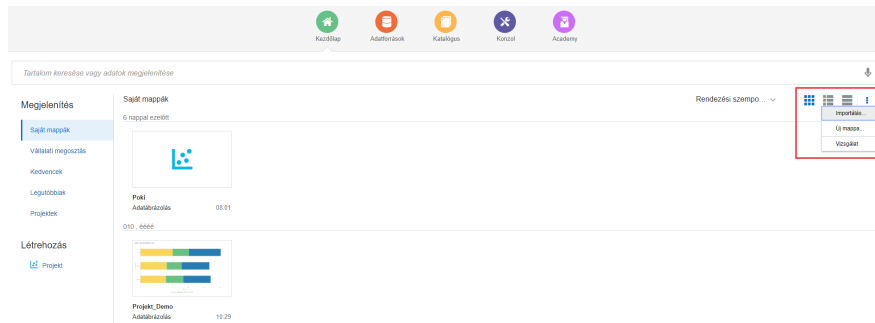 Kezdőlap Adatforrások Katalógus Konzol Academy
Tartalom keresése vagy adatok megjelenítése
Megjelenítés
Saját mappák
Vállalati megosztás
Kedvencek
Legutóbbiak
Projektek
Létrehozás
Projekt
Saját mappák
Rendezési szempo...
Importálás...
Új mappa...
Vizsgálat
6 nappal ezelőtt
Poki
Adatábrázolás 08:01
010 , éééé
Projekt_Demo
Adatábrázolás 10:29